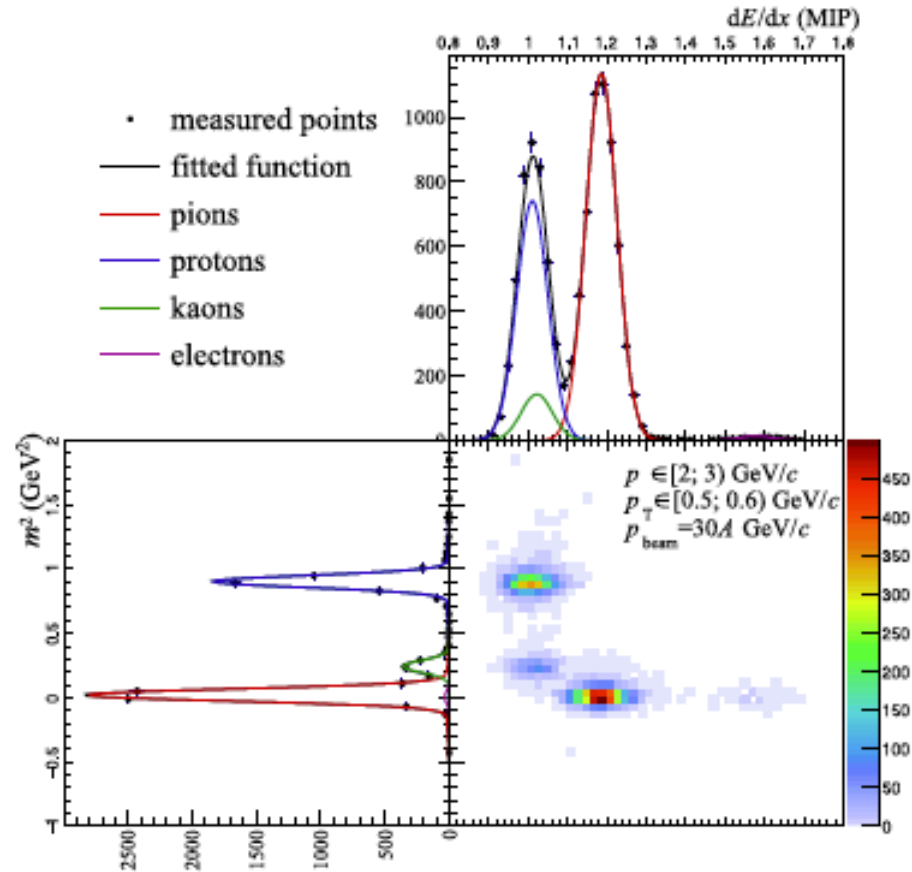 dE/dx (MIP)
0.8 0.9 1 1.1 1.2 1.3 1.4 1.5 1.6 1.7 1.8
measured points
fitted function
pions
protons
kaons
electrons
1000
800
600
400
200
0
m² (GeV²)
2
1.5
1
0.5
0
-0.5
2500 2000 1500 1000 500 0
p ∈[2; 3) GeV/c
p_T∈[0.5; 0.6) GeV/c
p_beam=30A GeV/c
450
400
350
300
250
200
150
100
50
0